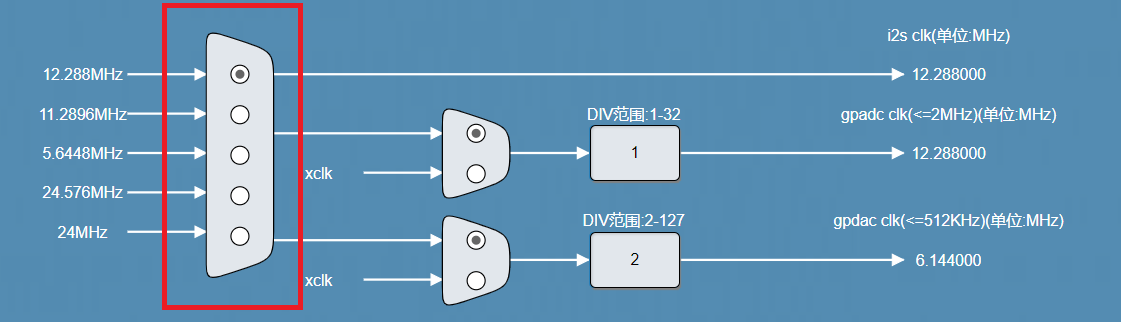 i2s clk(单位:MHz)
12.288MHz
12.288000
11.2896MHz
DIV范围:1-32
gpadc clk(<=2MHz)(单位:MHz)
5.6448MHz
1
12.288000
xclk
24.576MHz
DIV范围:2-127
gpdac clk(<=512KHz)(单位:MHz)
24MHz
2
6.144000
xclk